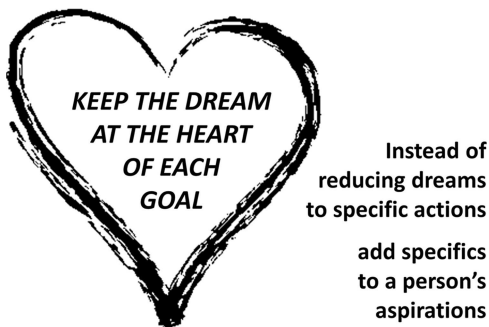 KEEP THE DREAM
AT THE HEART
OF EACH
GOAL
Instead of
reducing dreams
to specific actions
add specifics
to a person's
aspirations